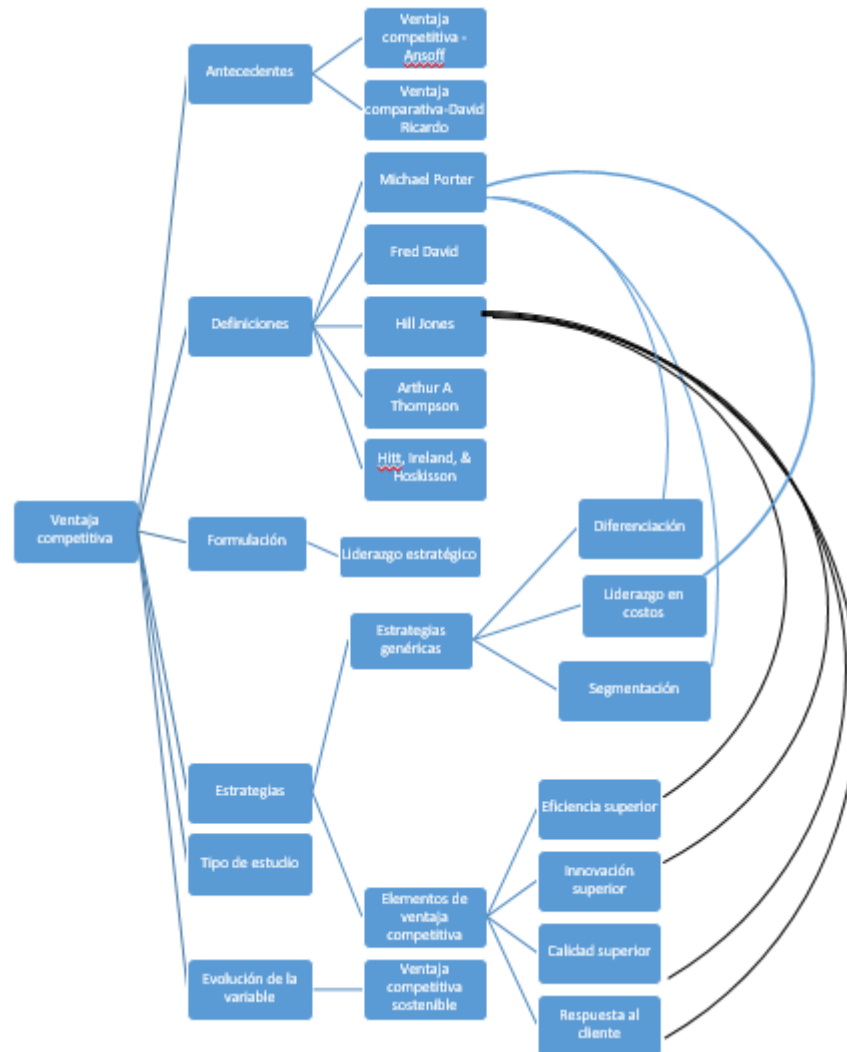 Ventaja
competitiva -
Ansoff
Antecedentes
Ventaja
comparativa-David
Ricardo
Michael Porter
Fred David
Definiciones
Hill Jones
Arthur A
Thompson
Hitt, Ireland, &
Hoskisson
Ventaja
competitiva
Formulación
Liderazgo estratégico
Diferenciación
Liderazgo en
costos
Estrategias
genéricas
Segmentación
Estrategias
Eficiencia superior
Tipo de estudio
Innovación
superior
Elementos de
ventaja
competitiva
Calidad superior
Evolución de la
variable
Ventaja
competitiva
sostenible
Respuesta al
cliente